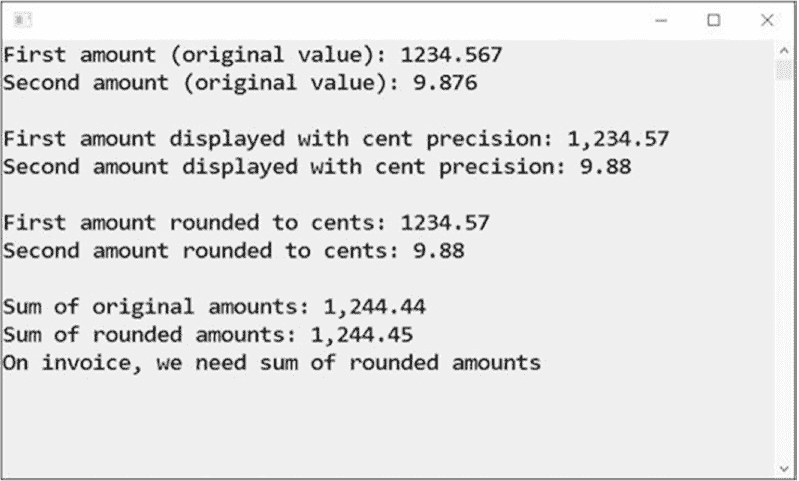 First amount (original value): 1234.567
Second amount (original value): 9.876
First amount displayed with cent precision: 1,234.57
Second amount displayed with cent precision: 9.88
First amount rounded to cents: 1234.57
Second amount rounded to cents: 9.88
Sum of original amounts: 1,244.44
Sum of rounded amounts: 1,244.45
On invoice, we need sum of rounded amounts